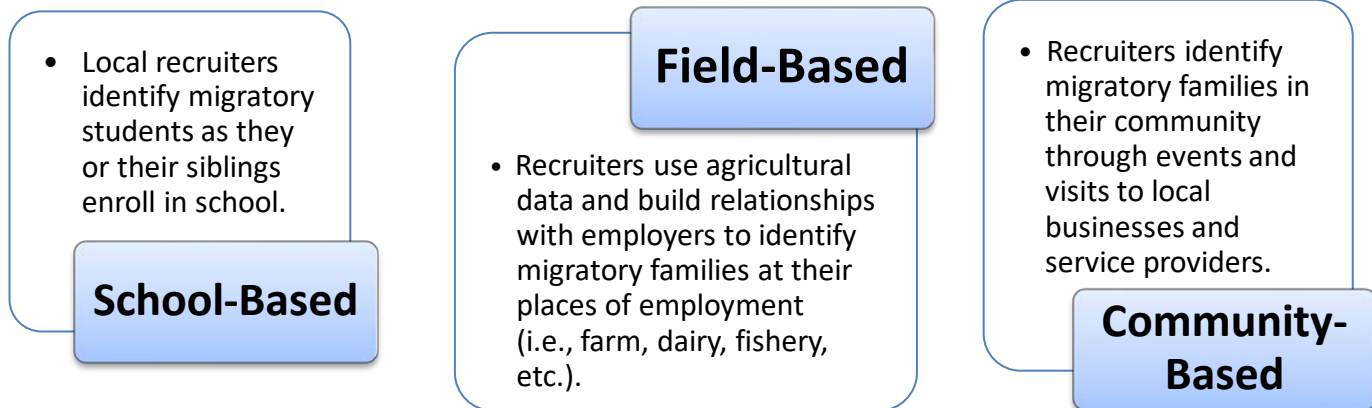 • Local recruiters
identify migratory
students as they
or their siblings
enroll in school.
School-Based
Field-Based
• Recruiters use agricultural
data and build relationships
with employers to identify
migratory families at their
places of employment
(i.e., farm, dairy, fishery,
etc.).
• Recruiters identify
migratory families in
their community
through events and
visits to local
businesses and
service providers.
Community-
Based